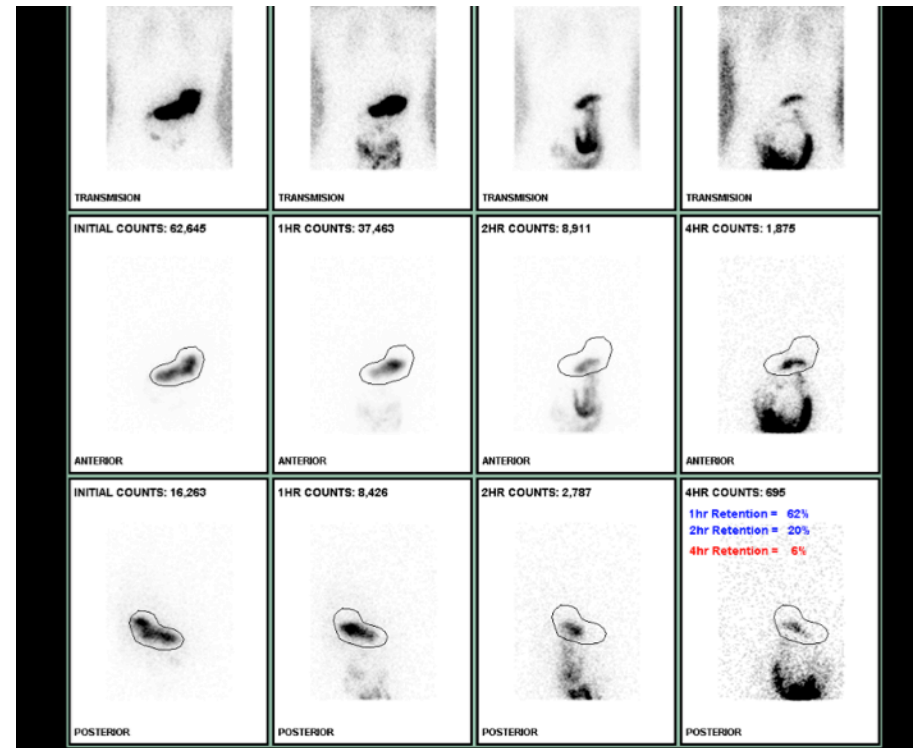 TRANSMISION
TRANSMISION
TRANSMISION
TRANSMISION
INITIAL COUNTS: 62,645
1HR COUNTS: 37,463
2HR COUNTS: 8,911
4HR COUNTS: 1,875
ANTERIOR
ANTERIOR
ANTERIOR
ANTERIOR
INITIAL COUNTS: 16,263
1HR COUNTS: 8,426
2HR COUNTS: 2,787
4HR COUNTS: 695
1hr Retention = 62%
2hr Retention = 20%
4hr Retention = 6%
POSTERIOR
POSTERIOR
POSTERIOR
POSTERIOR